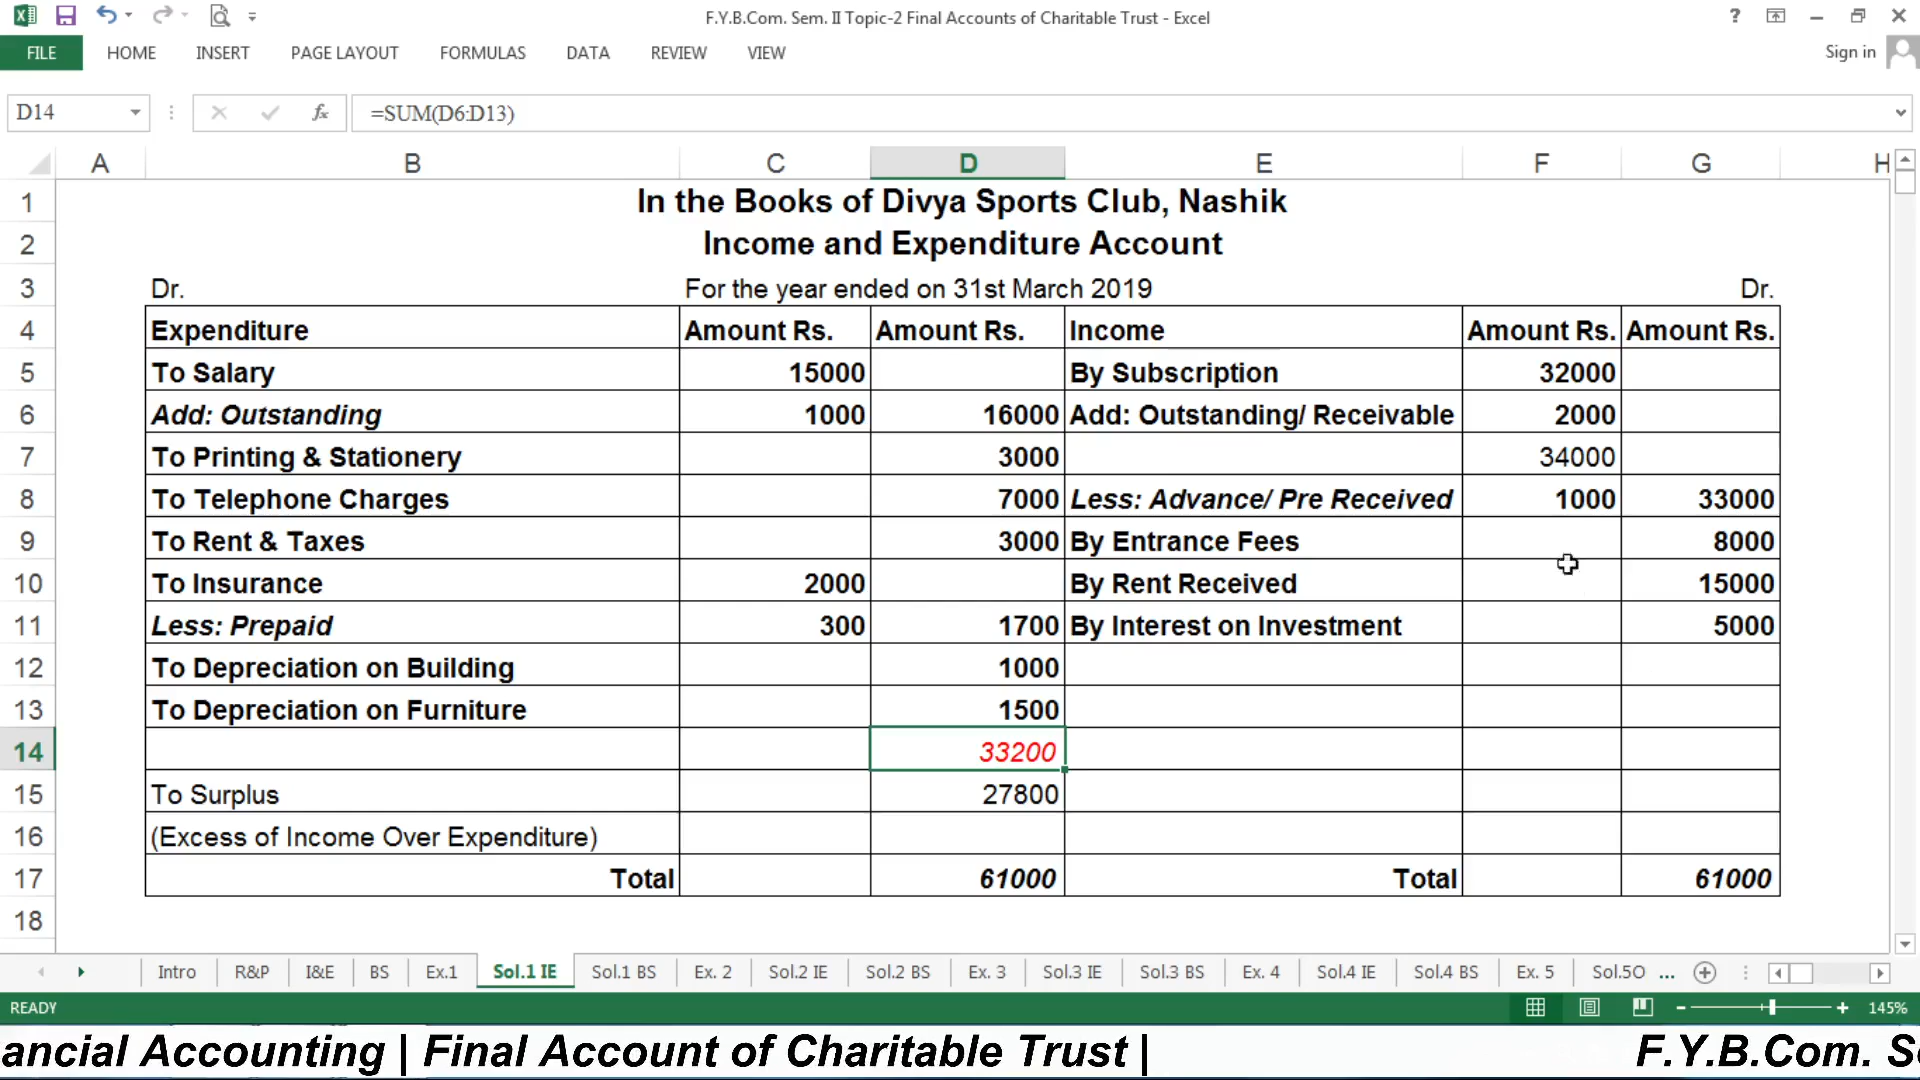 F.Y.B.Com. Sem. II Topic-2 Final Accounts of Charitable Trust - Excel
FILE HOME INSERT PAGE LAYOUT FORMULAS DATA REVIEW VIEW Sign in
D14 fx =SUM(D6:D13)
A B C D E F G H
1 In the Books of Divya Sports Club, Nashik
2 Income and Expenditure Account
3 Dr. For the year ended on 31st March 2019 Dr.
4 Expenditure Amount Rs. Amount Rs. Income Amount Rs. Amount Rs.
5 To Salary 15000 By Subscription 32000
6 Add: Outstanding 1000 16000 Add: Outstanding/ Receivable 2000
7 To Printing & Stationery 3000 34000
8 To Telephone Charges 7000 Less: Advance/ Pre Received 1000 33000
9 To Rent & Taxes 3000 By Entrance Fees 8000
10 To Insurance 2000 By Rent Received 15000
11 Less: Prepaid 300 1700 By Interest on Investment 5000
12 To Depreciation on Building 1000
13 To Depreciation on Furniture 1500
14 33200
15 To Surplus 27800
16 (Excess of Income Over Expenditure)
17 Total 61000 Total 61000
18
Intro R&P I&E BS Ex.1 Sol.1 IE Sol.1 BS Ex. 2 Sol.2 IE Sol.2 BS Ex. 3 Sol.3 IE Sol.3 BS Ex. 4 Sol.4 IE Sol.4 BS Ex. 5 Sol.5O ...
READY 145%
ancial Accounting | Final Account of Charitable Trust | F.Y.B.Com. S